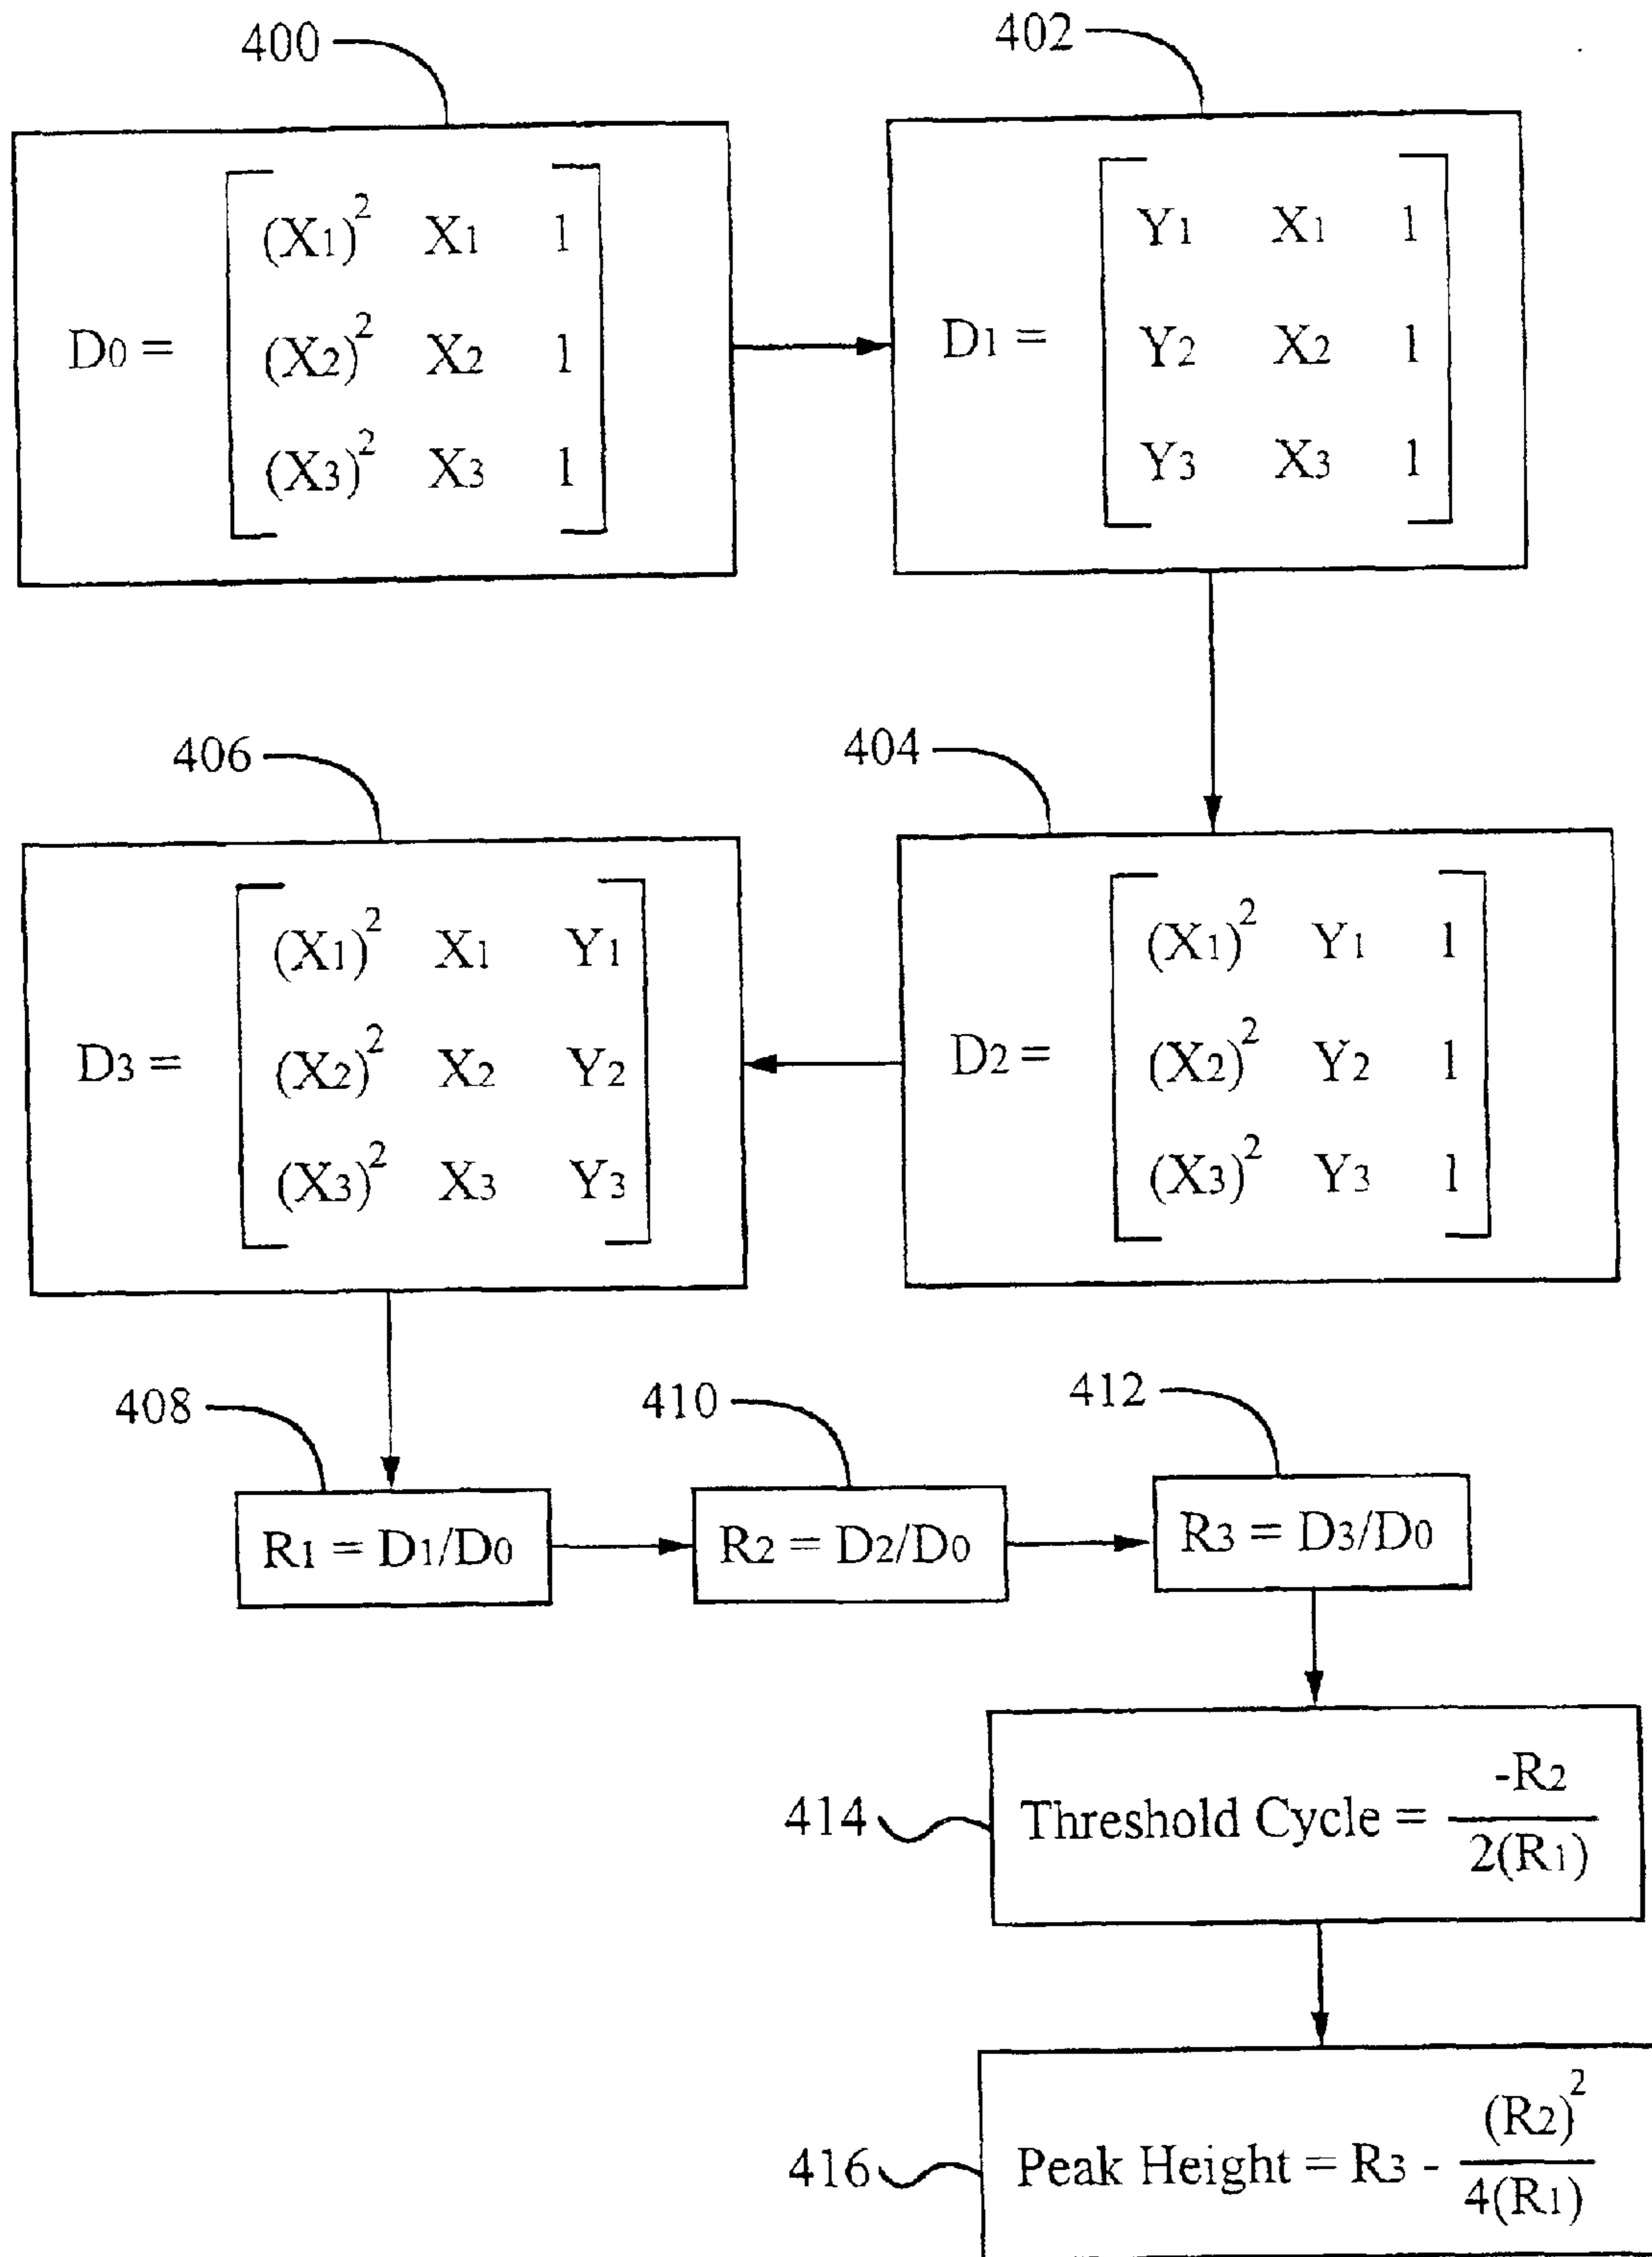 400
402
D0 =
(X1)² X1 1
(X2)² X2 1
(X3)² X3 1
D1 =
Y1 X1 1
Y2 X2 1
Y3 X3 1
406
404
D3 =
(X1)² X1 Y1
(X2)² X2 Y2
(X3)² X3 Y3
D2 =
(X1)² Y1 1
(X2)² Y2 1
(X3)² Y3 1
408
410
412
R1 = D1/D0
R2 = D2/D0
R3 = D3/D0
414
Threshold Cycle = -R2 / 2(R1)
416
Peak Height = R3 - (R2)² / 4(R1)